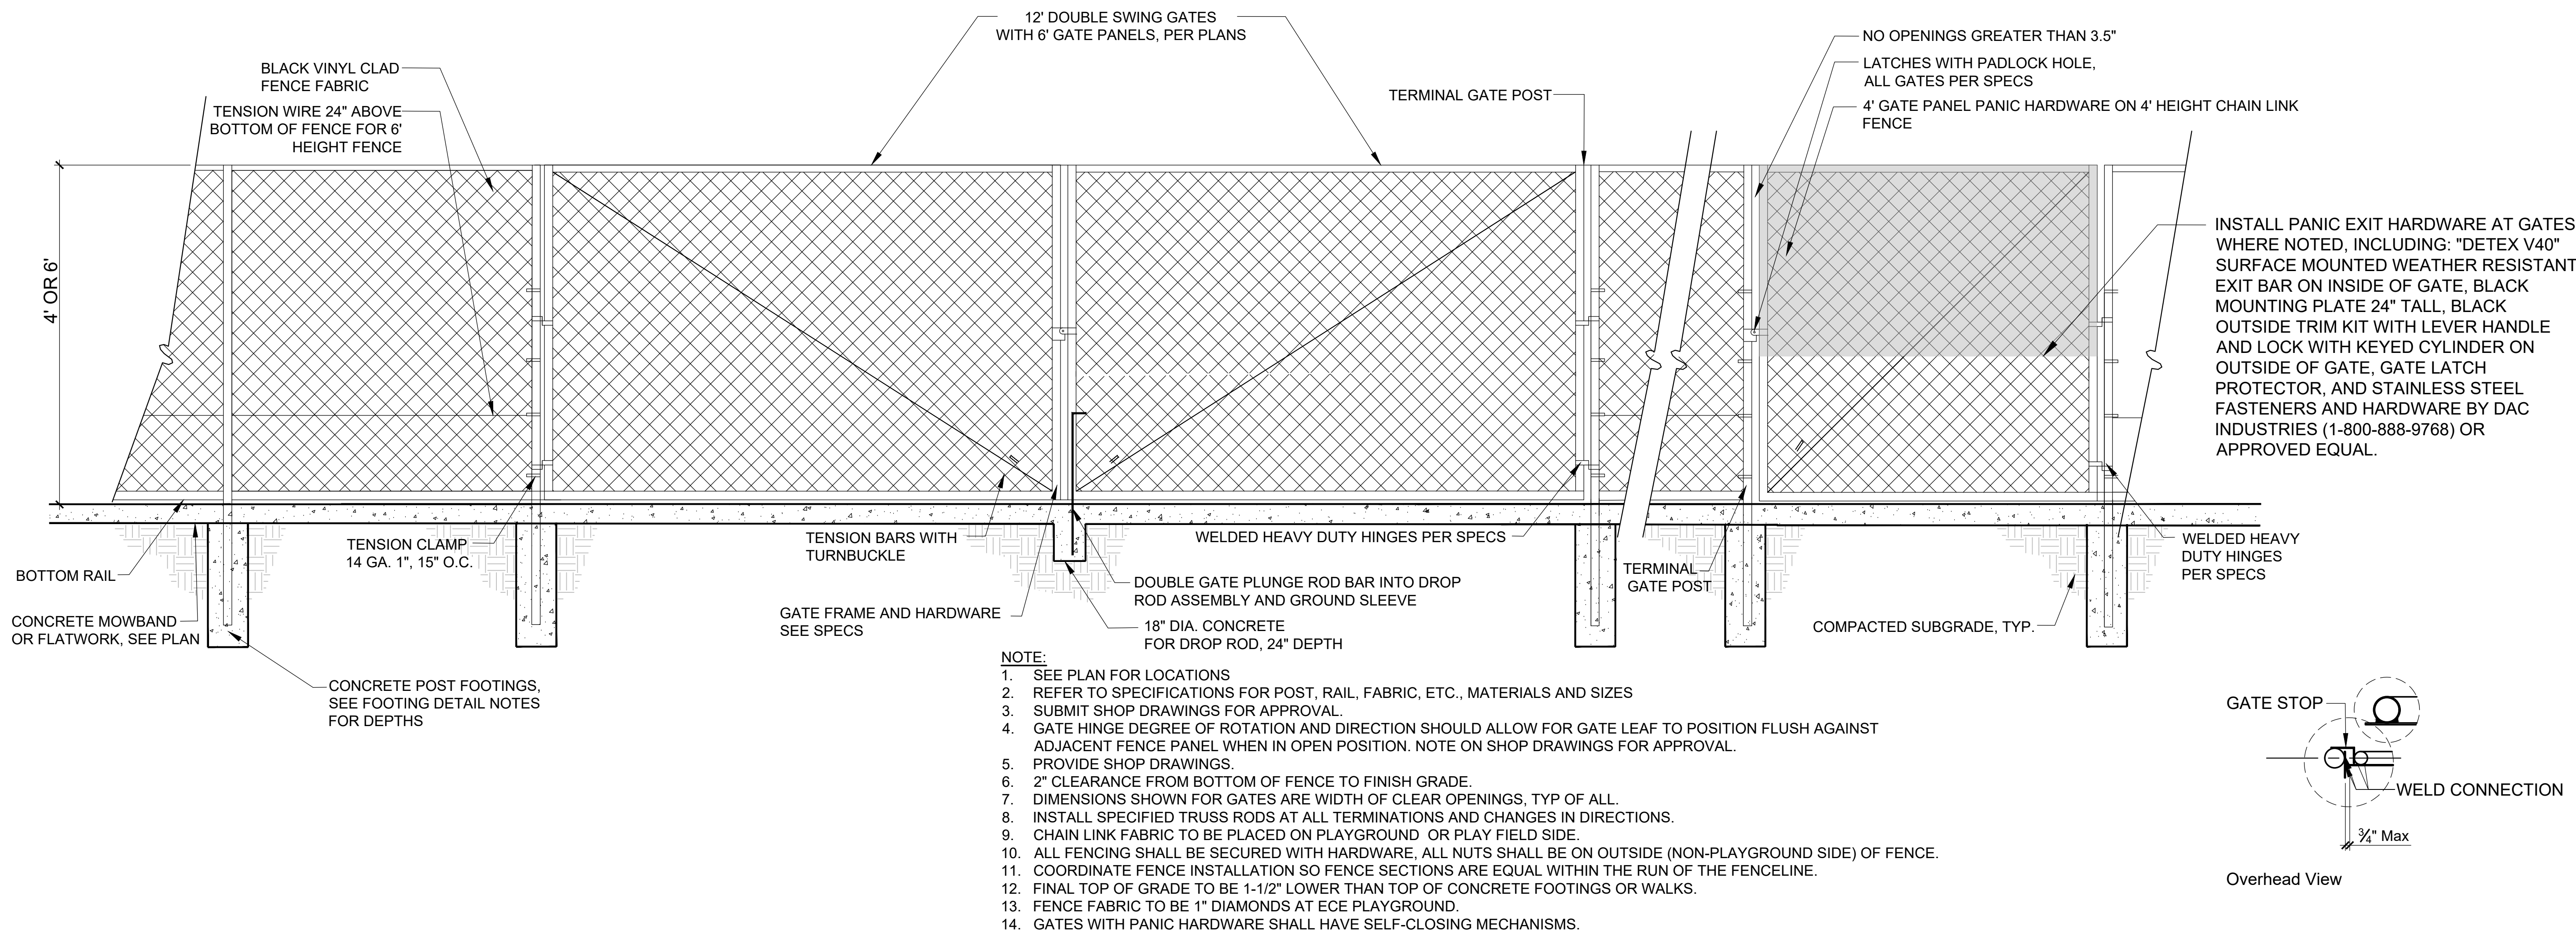 12' DOUBLE SWING GATES
WITH 6' GATE PANELS, PER PLANS
BLACK VINYL CLAD
FENCE FABRIC
TENSION WIRE 24" ABOVE
BOTTOM OF FENCE FOR 6'
HEIGHT FENCE
TERMINAL GATE POST
NO OPENINGS GREATER THAN 3.5"
LATCHES WITH PADLOCK HOLE,
ALL GATES PER SPECS
4' GATE PANEL PANIC HARDWARE ON 4' HEIGHT CHAIN LINK
FENCE
4' OR 6'
INSTALL PANIC EXIT HARDWARE AT GATES
WHERE NOTED, INCLUDING: "DETEX V40"
SURFACE MOUNTED WEATHER RESISTANT
EXIT BAR ON INSIDE OF GATE, BLACK
MOUNTING PLATE 24" TALL, BLACK
OUTSIDE TRIM KIT WITH LEVER HANDLE
AND LOCK WITH KEYED CYLINDER ON
OUTSIDE OF GATE, GATE LATCH
PROTECTOR, AND STAINLESS STEEL
FASTENERS AND HARDWARE BY DAC
INDUSTRIES (1-800-888-9768) OR
APPROVED EQUAL.
BOTTOM RAIL
CONCRETE MOWBAND
OR FLATWORK, SEE PLAN
TENSION CLAMP
14 GA. 1", 15" O.C.
CONCRETE POST FOOTINGS,
SEE FOOTING DETAIL NOTES
FOR DEPTHS
TENSION BARS WITH
TURNBUCKLE
GATE FRAME AND HARDWARE
SEE SPECS
WELDED HEAVY DUTY HINGES PER SPECS
DOUBLE GATE PLUNGE ROD BAR INTO DROP
ROD ASSEMBLY AND GROUND SLEEVE
18" DIA. CONCRETE
FOR DROP ROD, 24" DEPTH
TERMINAL
GATE POST
COMPACTED SUBGRADE, TYP.
WELDED HEAVY
DUTY HINGES
PER SPECS
NOTE:
1. SEE PLAN FOR LOCATIONS
2. REFER TO SPECIFICATIONS FOR POST, RAIL, FABRIC, ETC., MATERIALS AND SIZES
3. SUBMIT SHOP DRAWINGS FOR APPROVAL.
4. GATE HINGE DEGREE OF ROTATION AND DIRECTION SHOULD ALLOW FOR GATE LEAF TO POSITION FLUSH AGAINST
ADJACENT FENCE PANEL WHEN IN OPEN POSITION. NOTE ON SHOP DRAWINGS FOR APPROVAL.
5. PROVIDE SHOP DRAWINGS.
6. 2" CLEARANCE FROM BOTTOM OF FENCE TO FINISH GRADE.
7. DIMENSIONS SHOWN FOR GATES ARE WIDTH OF CLEAR OPENINGS, TYP OF ALL.
8. INSTALL SPECIFIED TRUSS RODS AT ALL TERMINATIONS AND CHANGES IN DIRECTIONS.
9. CHAIN LINK FABRIC TO BE PLACED ON PLAYGROUND OR PLAY FIELD SIDE.
10. ALL FENCING SHALL BE SECURED WITH HARDWARE, ALL NUTS SHALL BE ON OUTSIDE (NON-PLAYGROUND SIDE) OF FENCE.
11. COORDINATE FENCE INSTALLATION SO FENCE SECTIONS ARE EQUAL WITHIN THE RUN OF THE FENCELINE.
12. FINAL TOP OF GRADE TO BE 1-1/2" LOWER THAN TOP OF CONCRETE FOOTINGS OR WALKS.
13. FENCE FABRIC TO BE 1" DIAMONDS AT ECE PLAYGROUND.
14. GATES WITH PANIC HARDWARE SHALL HAVE SELF-CLOSING MECHANISMS.
GATE STOP
WELD CONNECTION
¾" Max
Overhead View